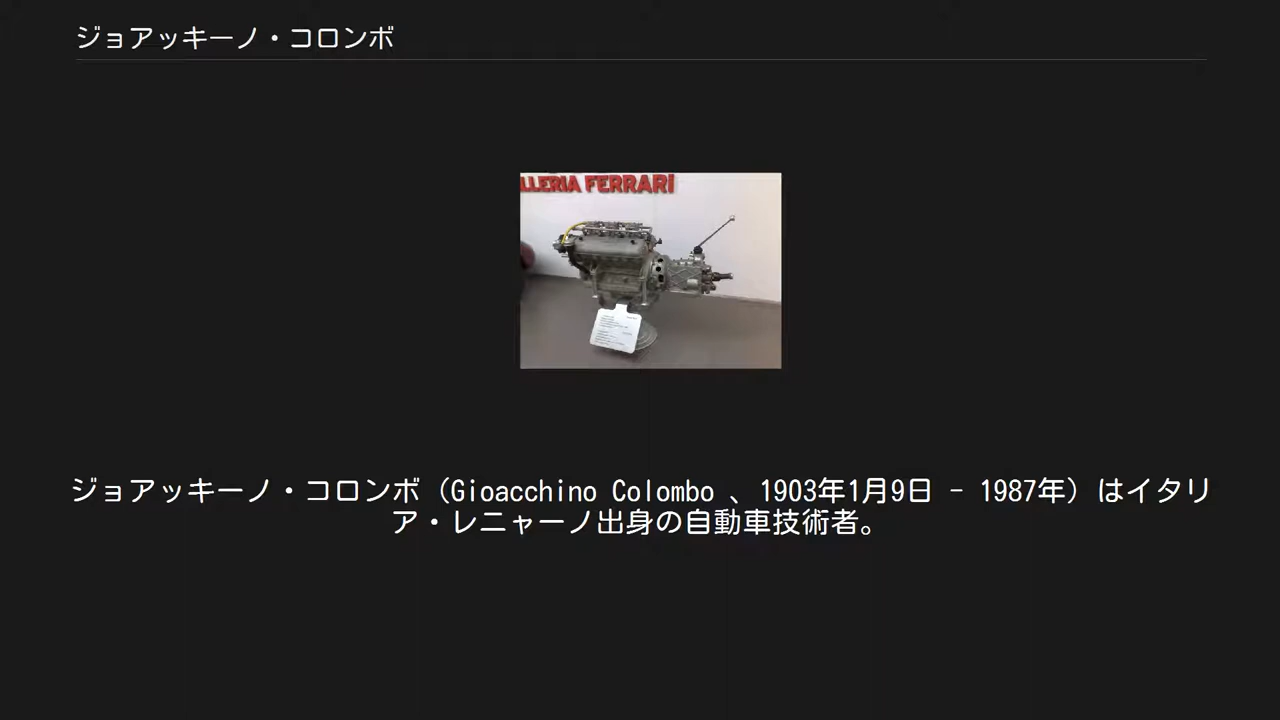 ジョアッキーノ・コロンボ
LLERIA FERRARI
ジョアッキーノ・コロンボ（Gioacchino Colombo 、1903年1月9日 - 1987年）はイタリ
ア・レニャーノ出身の自動車技術者。